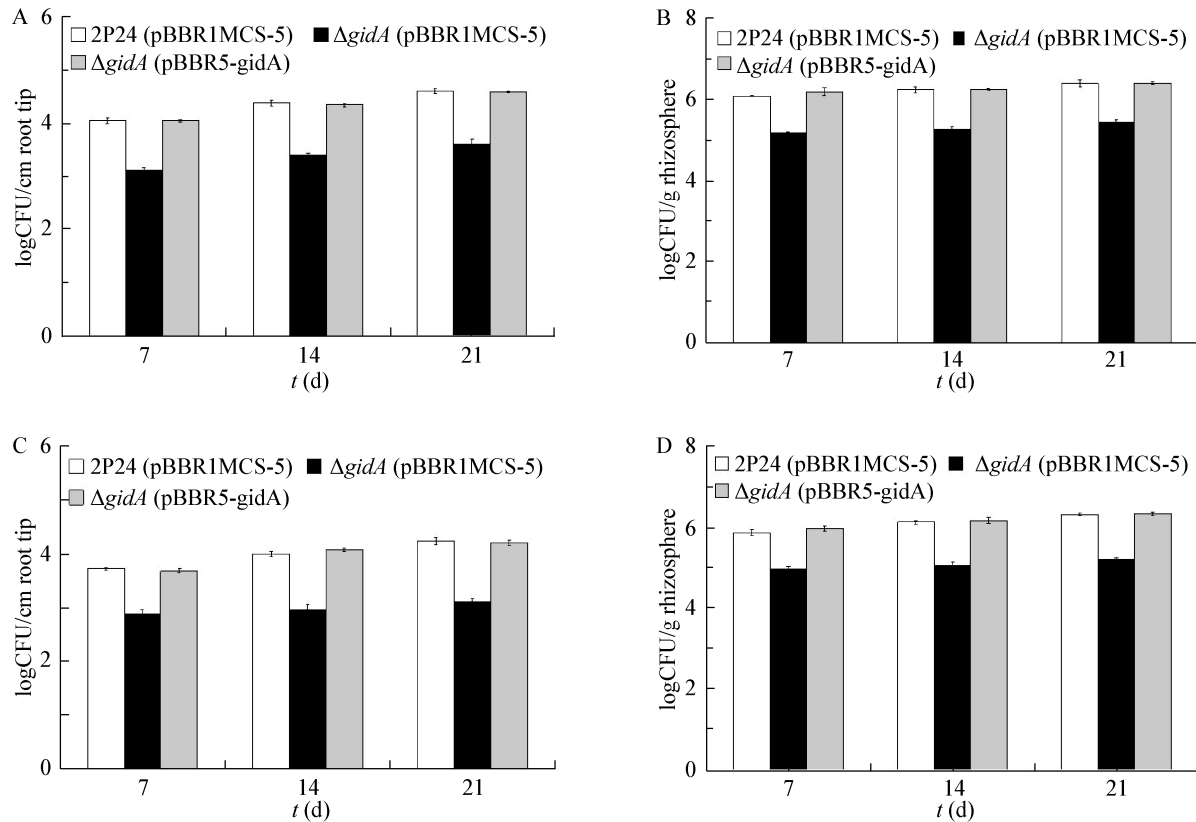 A
6
4
2
0
logCFU/cm root tip
2P24 (pBBR1MCS-5)
ΔgidA (pBBR1MCS-5)
ΔgidA (pBBR5-gidA)
7
14
21
t (d)
B
8
6
4
2
0
logCFU/g rhizosphere
2P24 (pBBR1MCS-5)
ΔgidA (pBBR1MCS-5)
ΔgidA (pBBR5-gidA)
7
14
21
t (d)
C
6
4
2
0
logCFU/cm root tip
2P24 (pBBR1MCS-5)
ΔgidA (pBBR1MCS-5)
ΔgidA (pBBR5-gidA)
7
14
21
t (d)
D
8
6
4
2
0
logCFU/g rhizosphere
2P24 (pBBR1MCS-5)
ΔgidA (pBBR1MCS-5)
ΔgidA (pBBR5-gidA)
7
14
21
t (d)